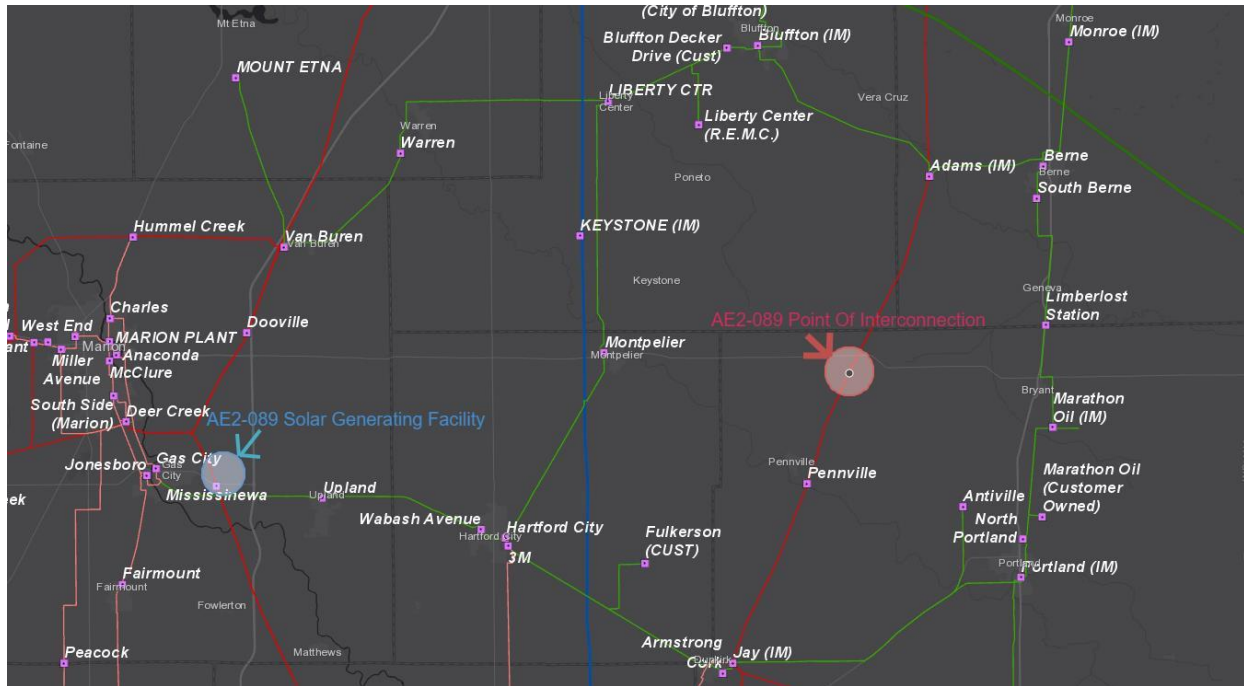 Mt Etna
(City of Bluffton)
Bluffton
Monroe
Bluffton Decker
Drive (Cust)
Bluffton (IM)
Monroe (IM)
MOUNT ETNA
LIBERTY CTR
Liberty
Center
Vera Cruz
Liberty Center
(R.E.M.C.)
Warren
Warren
Fontaine
Poneto
Adams (IM)
Berne
Berne
South Berne
Hummel Creek
Van Buren
Van Buren
KEYSTONE (IM)
Keystone
Geneva
Limberlost
Station
Charles
West End
MARION PLANT
Marion
Anaconda
Miller
Avenue
McClure
Dooville
AE2-089 Point Of Interconnection
Montpelier
Montpelier
South Side
(Marion)
Deer Creek
AE2-089 Solar Generating Facility
Bryant
Marathon
Oil (IM)
Jonesboro
Gas City
Gas
City
Mississinewa
Upland
Upland
Pennville
Pennville
Marathon Oil
(Customer
Owned)
Antiville
North
Portland
Wabash Avenue
Hartford City
Hartford City
3M
Fulkerson
(CUST)
Portland
Portland (IM)
Fairmount
Fairmount
Fowlerton
Matthews
Peacock
Armstrong
Cork
Dunkirk
Jay (IM)